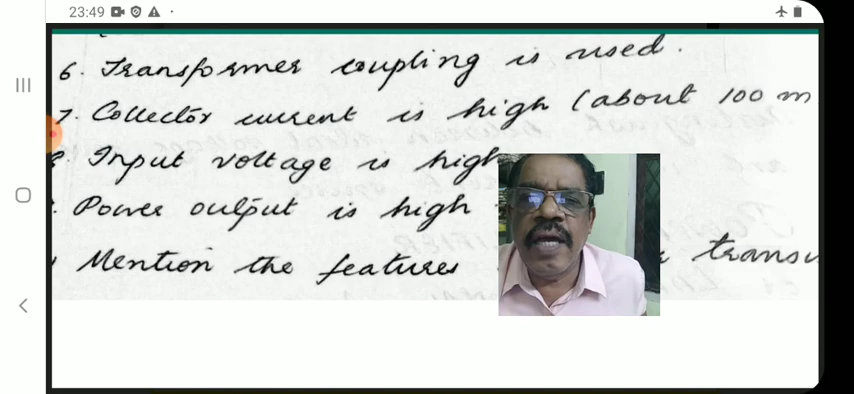 23:49
6. Transformer coupling is used.
7. Collector current is high (about 100 m
8. Input voltage is high
Power output is high
Mention the features